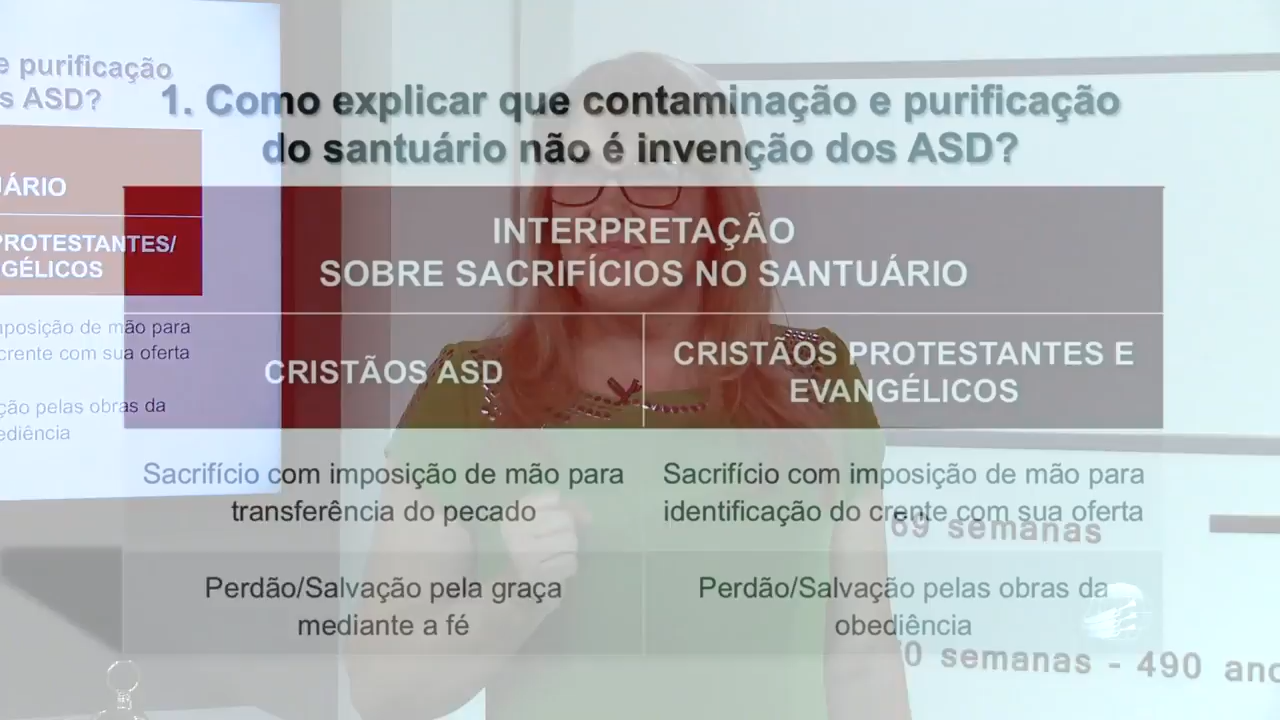 e purificação
s ASD?
ÁRIO
PROTESTANTES/
GÉLICOS
posição de mão para
crente com sua oferta
ção pelas obras da
ediência
1. Como explicar que contaminação e purificação
do santuário não é invenção dos ASD?
INTERPRETAÇÃO
SOBRE SACRIFÍCIOS NO SANTUÁRIO
CRISTÃOS ASD
CRISTÃOS PROTESTANTES E
EVANGÉLICOS
Sacrifício com imposição de mão para
transferência do pecado
Sacrifício com imposição de mão para
identificação do crente com sua oferta
Perdão/Salvação pela graça
mediante a fé
Perdão/Salvação pelas obras da
obediência
69 semanas
70 semanas - 490 ano